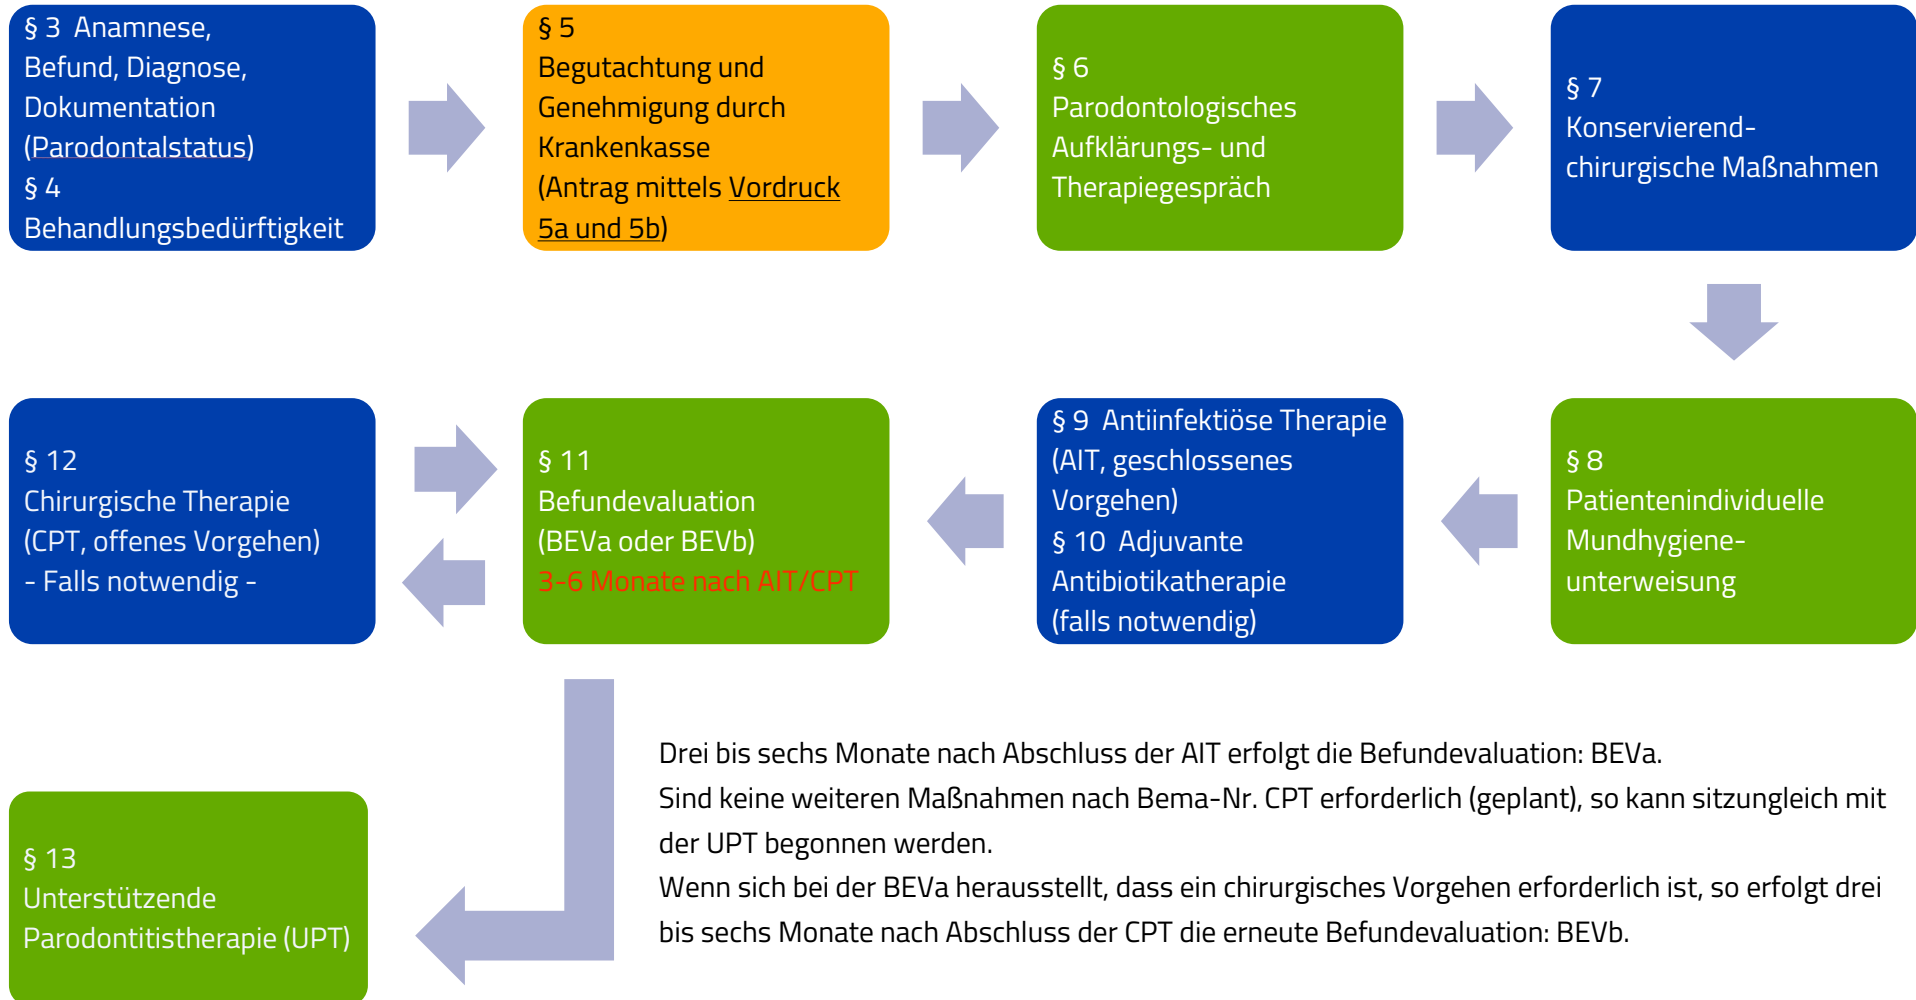 § 3  Anamnese,
Befund, Diagnose,
Dokumentation
(Parodontalstatus)
§ 4
Behandlungsbedürftigkeit
§ 5
Begutachtung und
Genehmigung durch
Krankenkasse
(Antrag mittels Vordruck
5a und 5b)
§ 6
Parodontologisches
Aufklärungs- und
Therapiegespräch
§ 7
Konservierend-
chirurgische Maßnahmen
§ 12
Chirurgische Therapie
(CPT, offenes Vorgehen)
- Falls notwendig -
§ 11
Befundevaluation
(BEVa oder BEVb)
3-6 Monate nach AIT/CPT
§ 9  Antiinfektiöse Therapie
(AIT, geschlossenes
Vorgehen)
§ 10  Adjuvante
Antibiotikatherapie
(falls notwendig)
§ 8
Patientenindividuelle
Mundhygiene-
unterweisung
§ 13
Unterstützende
Parodontitistherapie (UPT)
Drei bis sechs Monate nach Abschluss der AIT erfolgt die Befundevaluation: BEVa.
Sind keine weiteren Maßnahmen nach Bema-Nr. CPT erforderlich (geplant), so kann sitzungleich mit
der UPT begonnen werden.
Wenn sich bei der BEVa herausstellt, dass ein chirurgisches Vorgehen erforderlich ist, so erfolgt drei
bis sechs Monate nach Abschluss der CPT die erneute Befundevaluation: BEVb.